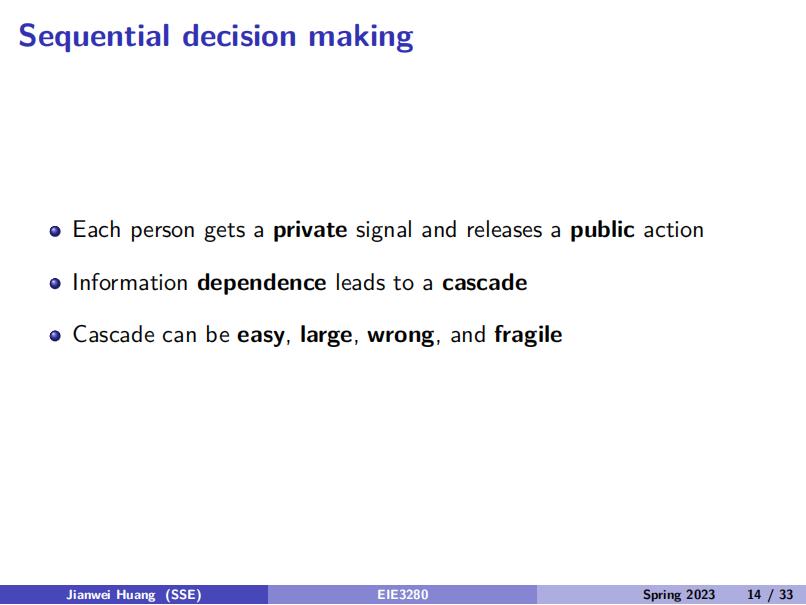 Sequential decision making
Each person gets a private signal and releases a public action
Information dependence leads to a cascade
Cascade can be easy, large, wrong, and fragile
Jianwei Huang (SSE) EIE3280 Spring 2023 14 / 33